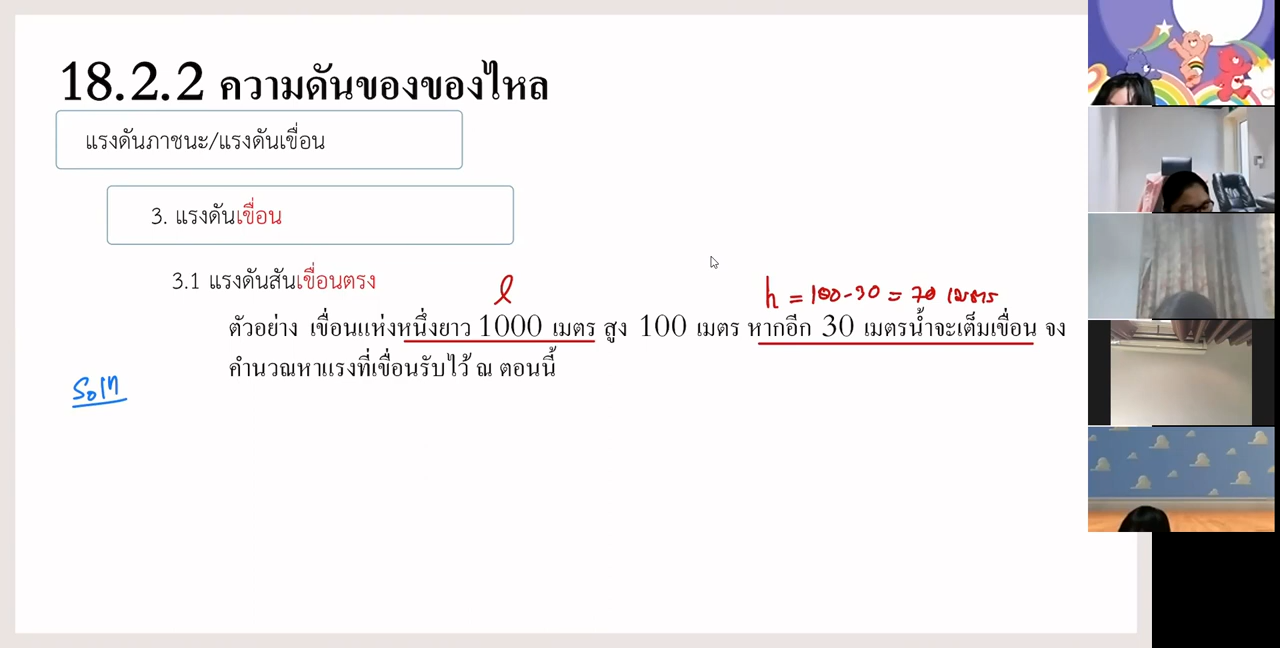 18.2.2 ความดันของของไหล
แรงดันภาชนะ/แรงดันเขื่อน
3. แรงดันเขื่อน
3.1 แรงดันสันเขื่อนตรง
l
h = 100-30 = 70 เมตร
ตัวอย่าง เขื่อนแห่งหนึ่งยาว 1000 เมตร สูง 100 เมตร หากอีก 30 เมตรน้ำจะเต็มเขื่อน จง
คำนวณหาแรงที่เขื่อนรับไว้ ณ ตอนนี้
Soln